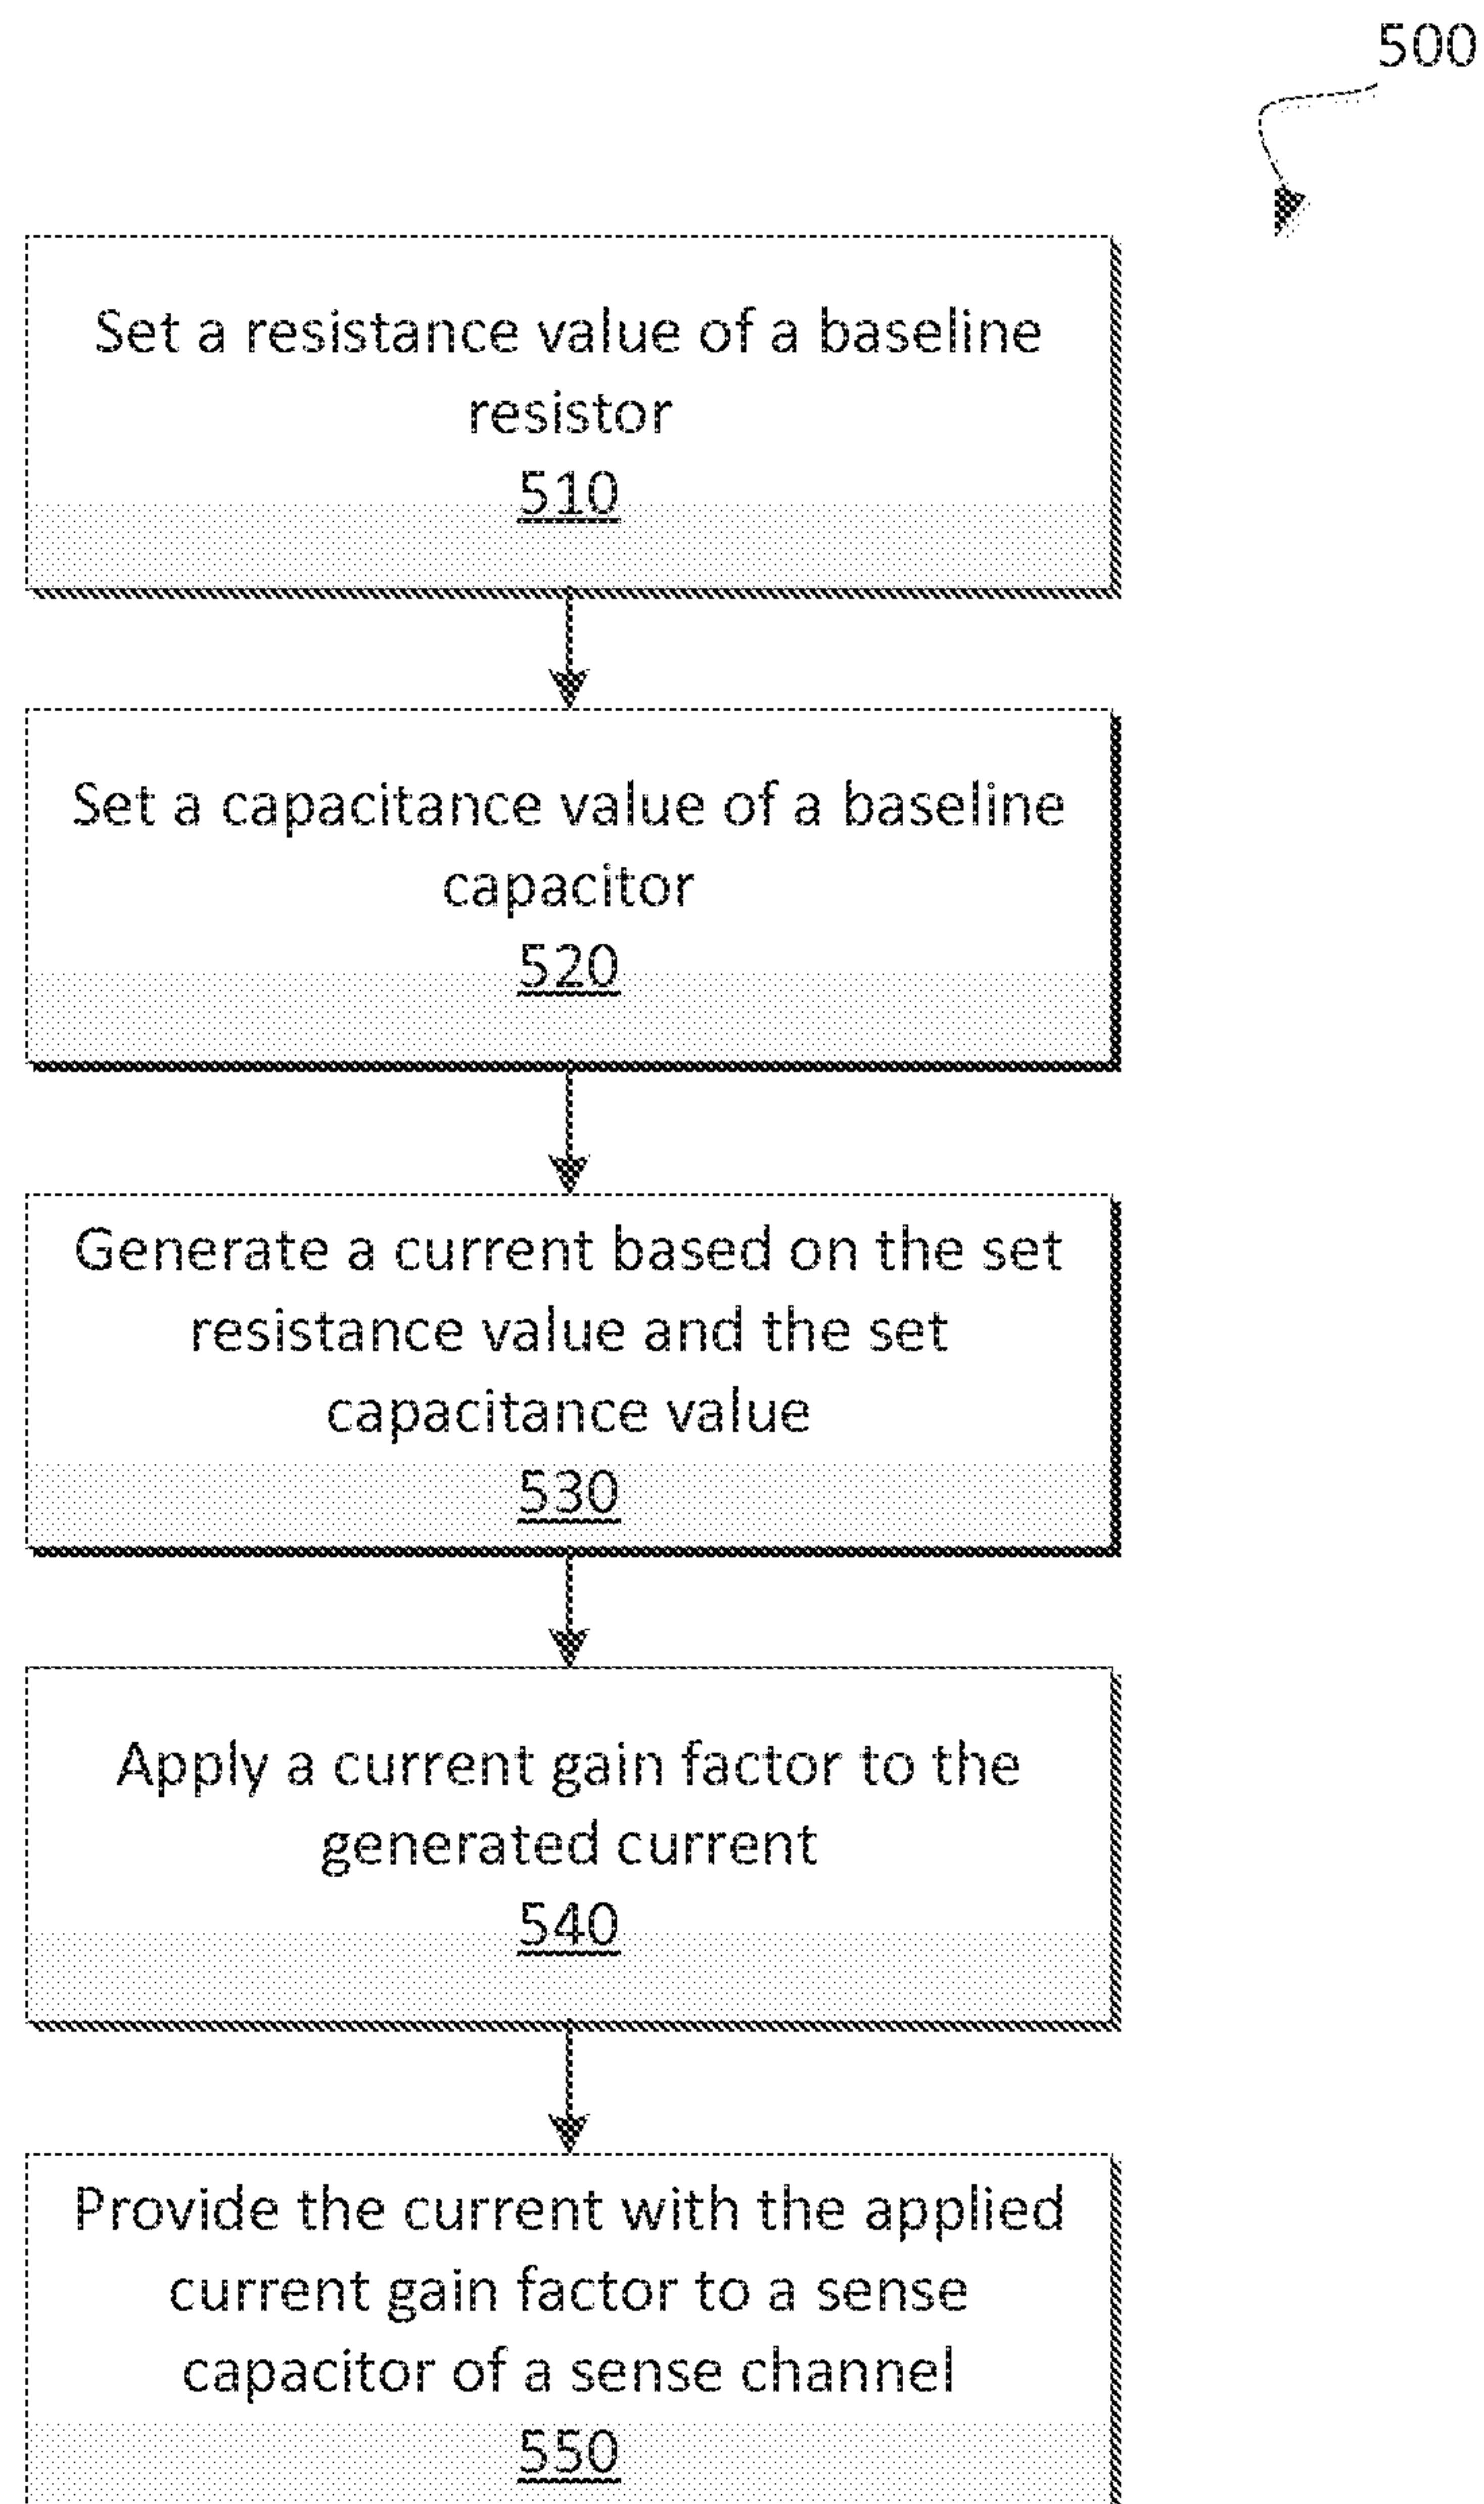 500
Set a resistance value of a baseline
resistor
510
Set a capacitance value of a baseline
capacitor
520
Generate a current based on the set
resistance value and the set
capacitance value
530
Apply a current gain factor to the
generated current
540
Provide the current with the applied
current gain factor to a sense
capacitor of a sense channel
550